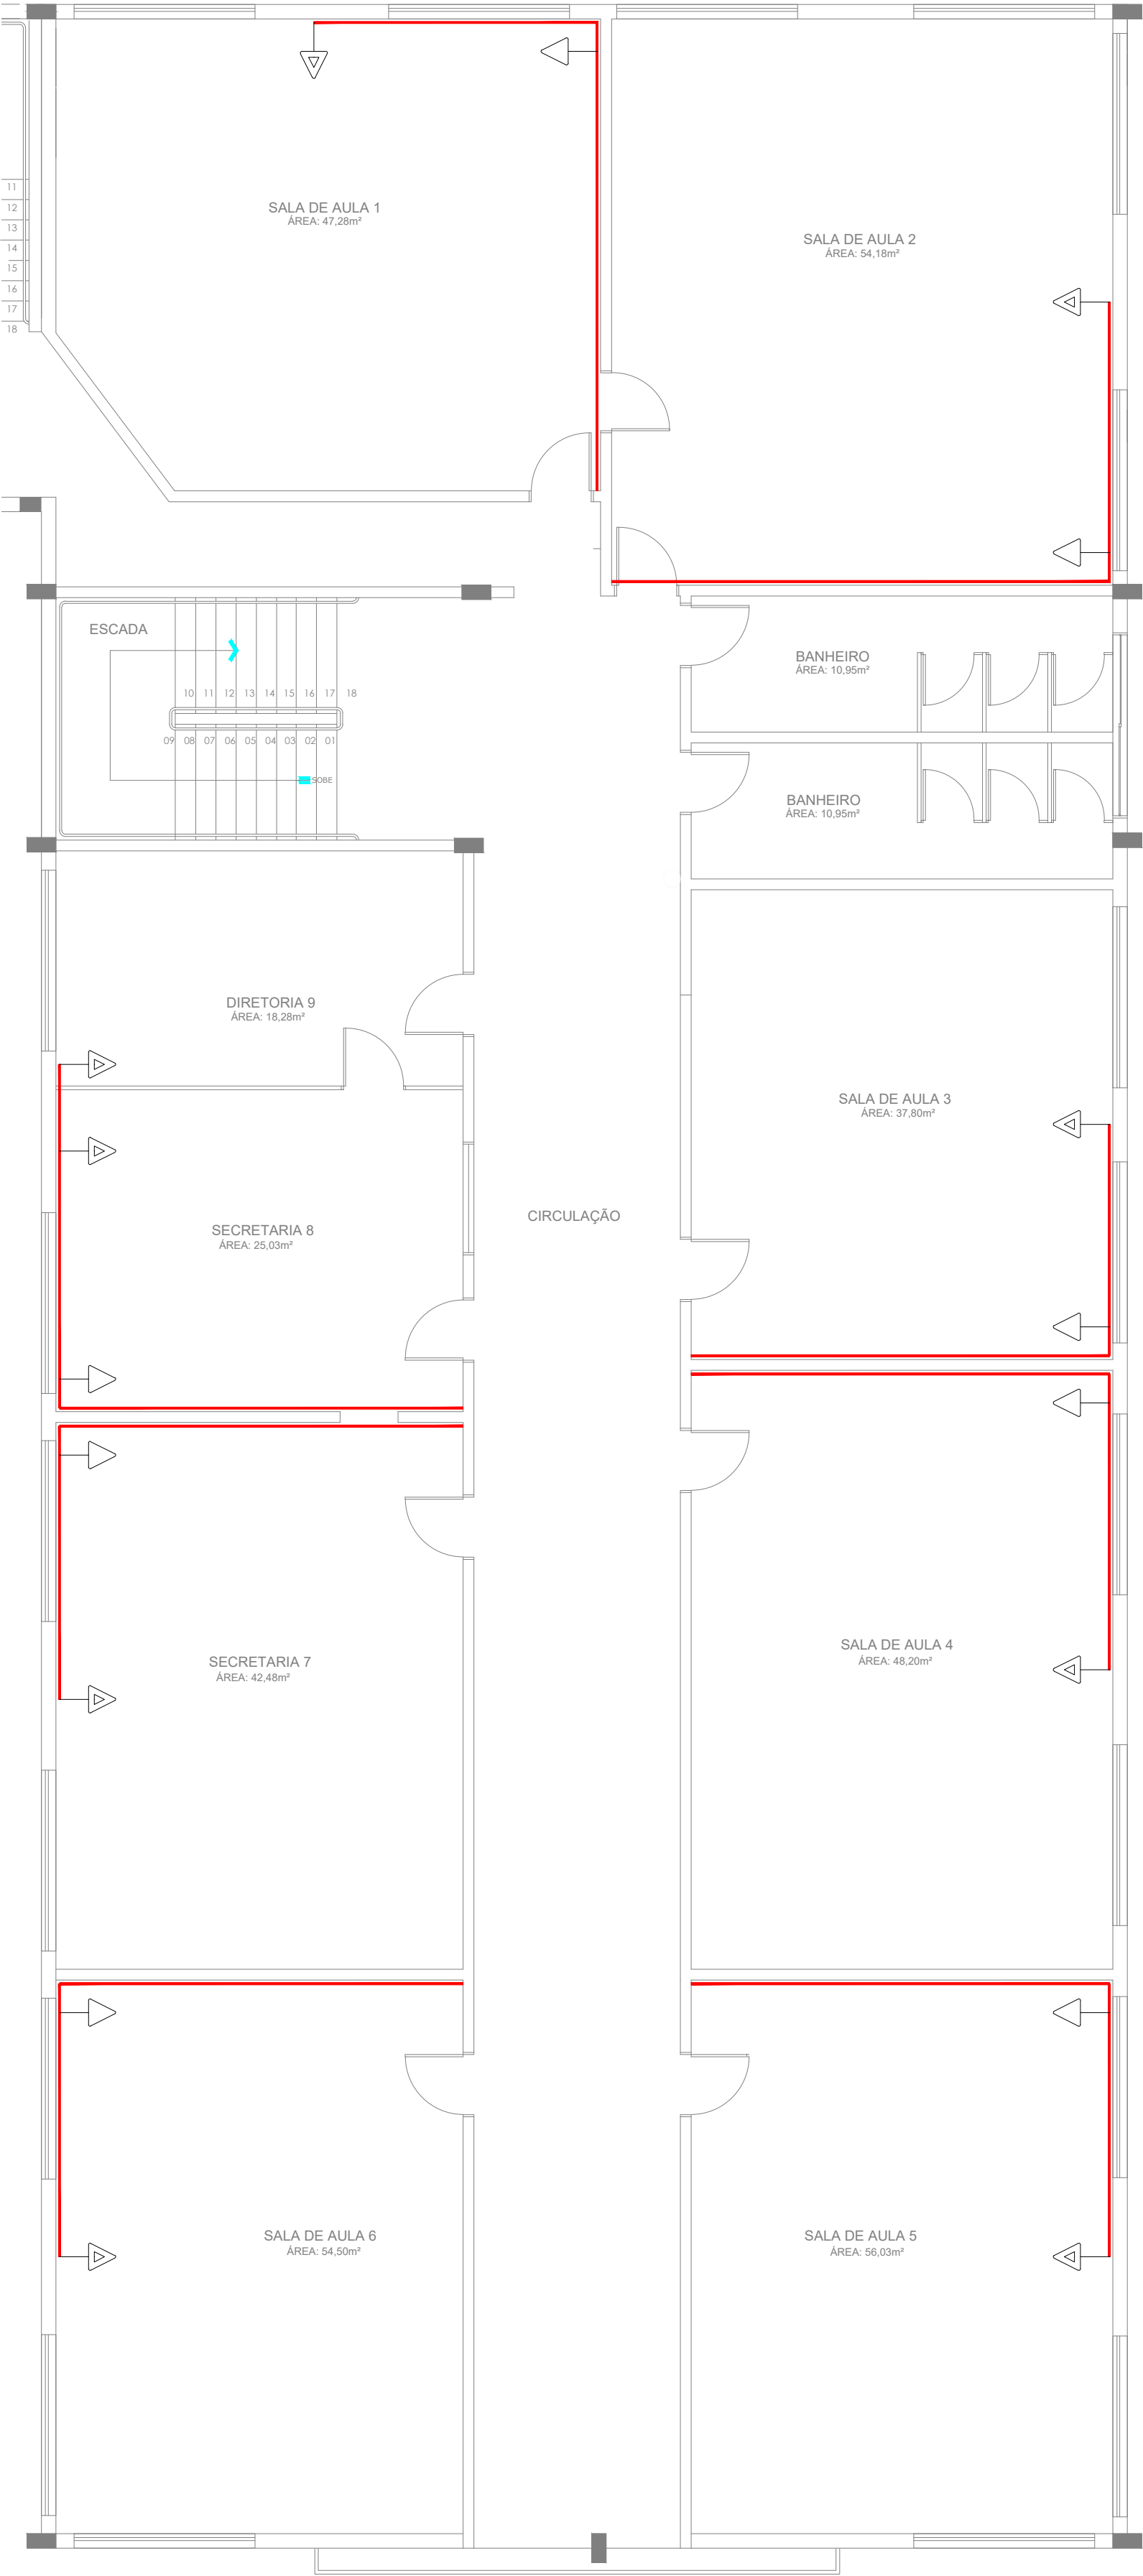 SALA DE AULA 1
ÁREA: 47,28m²
SALA DE AULA 2
ÁREA: 54,18m²
11
12
13
14
15
16
17
18
ESCADA
10 11 12 13 14 15 16 17 18
09 08 07 06 05 04 03 02 01
SOBE
BANHEIRO
ÁREA: 10,95m²
BANHEIRO
ÁREA: 10,95m²
DIRETORIA 9
ÁREA: 18,28m²
SALA DE AULA 3
ÁREA: 37,80m²
CIRCULAÇÃO
SECRETARIA 8
ÁREA: 25,03m²
SALA DE AULA 4
ÁREA: 48,20m²
SECRETARIA 7
ÁREA: 42,48m²
SALA DE AULA 6
ÁREA: 54,50m²
SALA DE AULA 5
ÁREA: 56,03m²